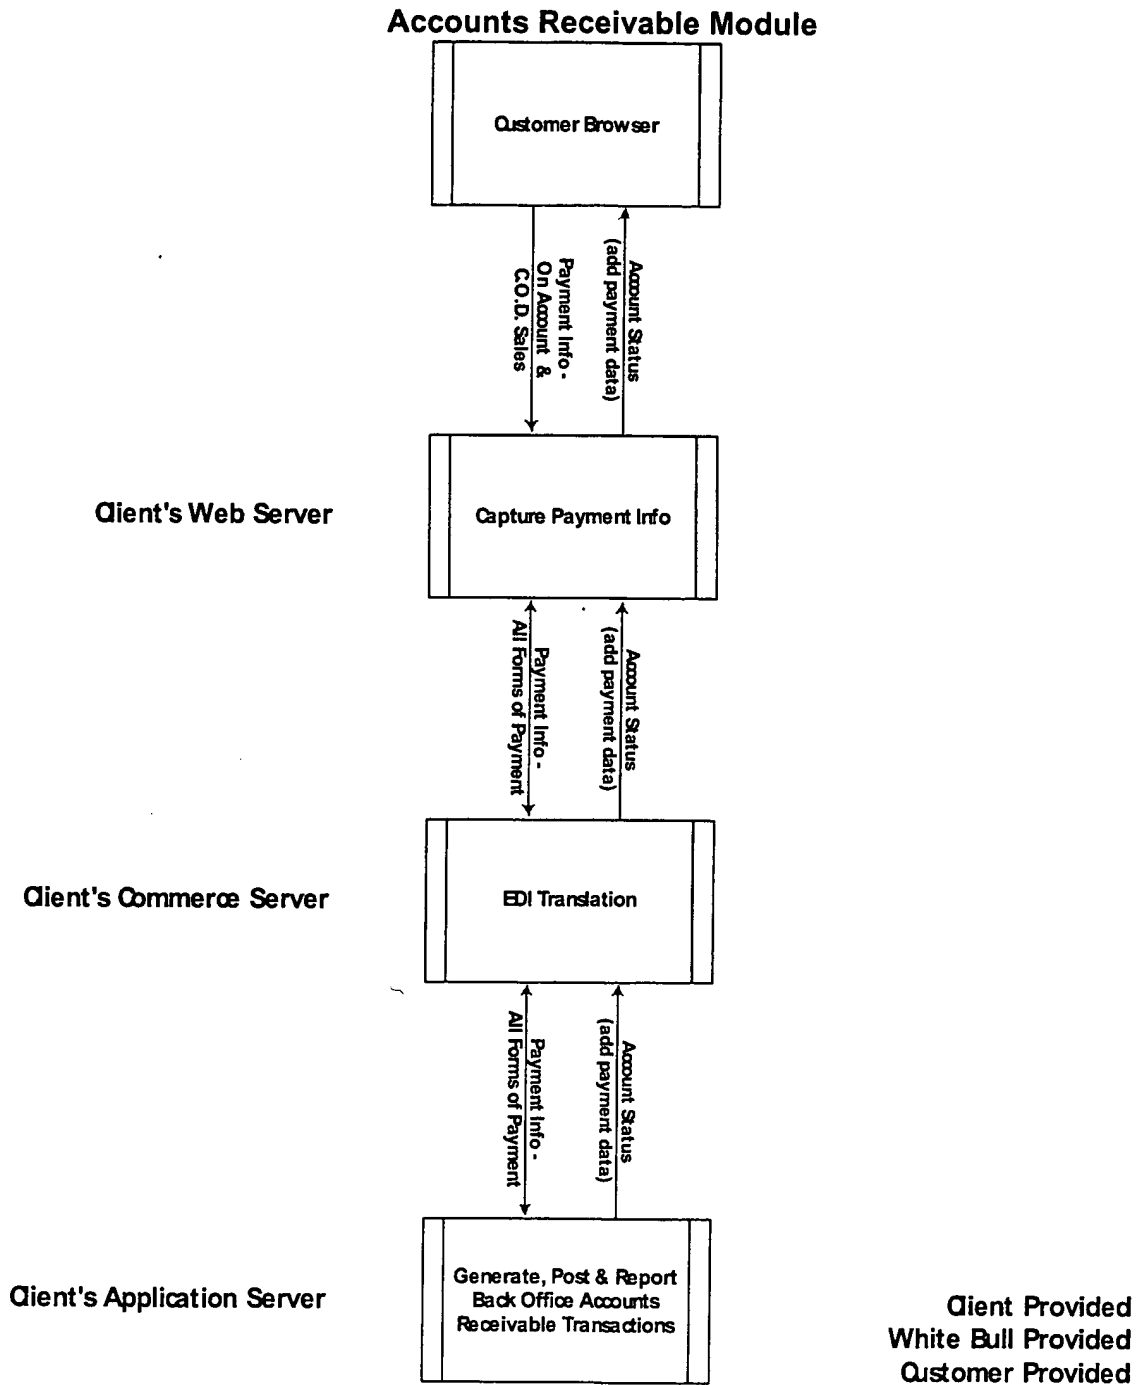 Accounts Receivable Module
Customer Browser
Payment Info -
On Account &
C.O.D. Sales
Account Status
(add payment data)
Client's Web Server
Capture Payment Info
Payment Info -
All Forms of Payment
Account Status
(add payment data)
Client's Commerce Server
EDI Translation
Payment Info -
All Forms of Payment
Account Status
(add payment data)
Client's Application Server
Generate, Post & Report
Back Office Accounts
Receivable Transactions
Client Provided
White Bull Provided
Customer Provided